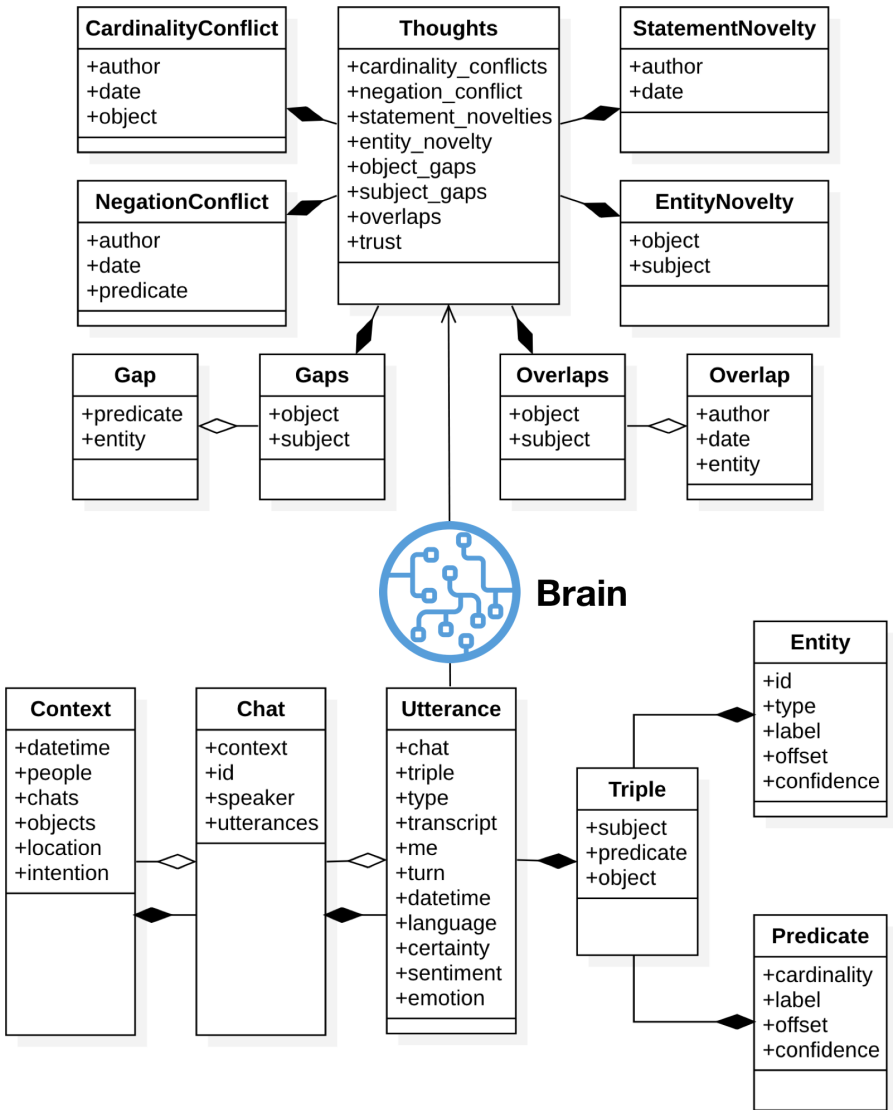 CardinalityConflict
+author
+date
+object
Thoughts
+cardinality_conflicts
+negation_conflict
+statement_novelties
+entity_novelty
+object_gaps
+subject_gaps
+overlaps
+trust
StatementNovelty
+author
+date
NegationConflict
+author
+date
+predicate
EntityNovelty
+object
+subject
Gap
+predicate
+entity
Gaps
+object
+subject
Overlaps
+object
+subject
Overlap
+author
+date
+entity
Brain
Context
+datetime
+people
+chats
+objects
+location
+intention
Chat
+context
+id
+speaker
+utterances
Utterance
+chat
+triple
+type
+transcript
+me
+turn
+datetime
+language
+certainty
+sentiment
+emotion
Triple
+subject
+predicate
+object
Entity
+id
+type
+label
+offset
+confidence
Predicate
+cardinality
+label
+offset
+confidence